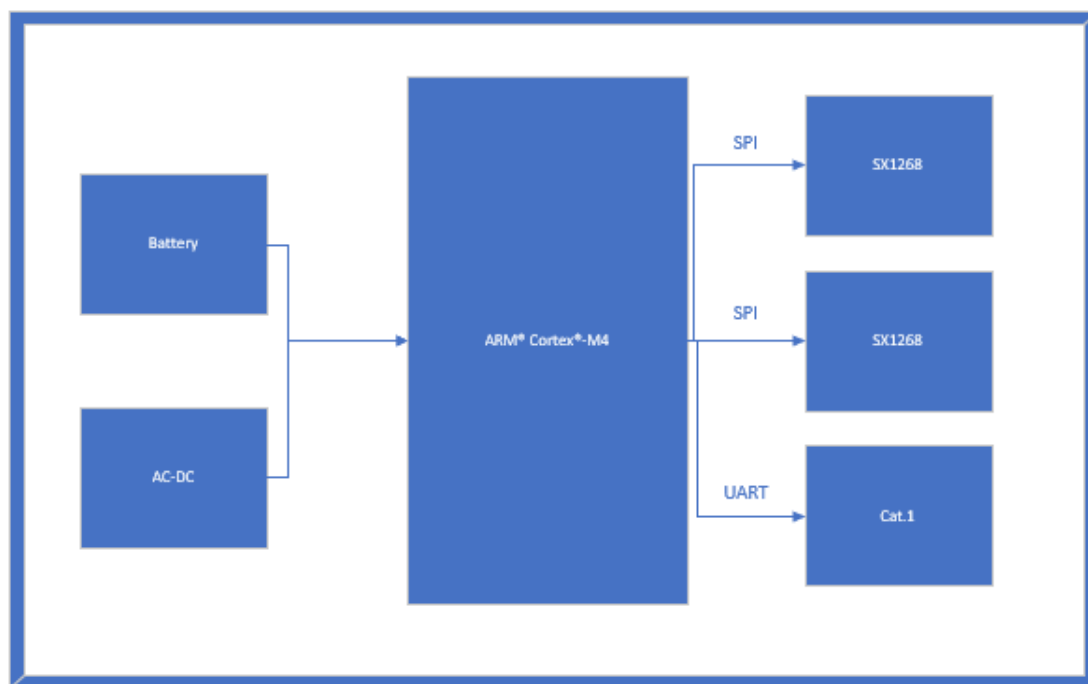 Battery
AC-DC
ARM® Cortex®-M4
SPI
SX1268
SPI
SX1268
UART
Cat.1